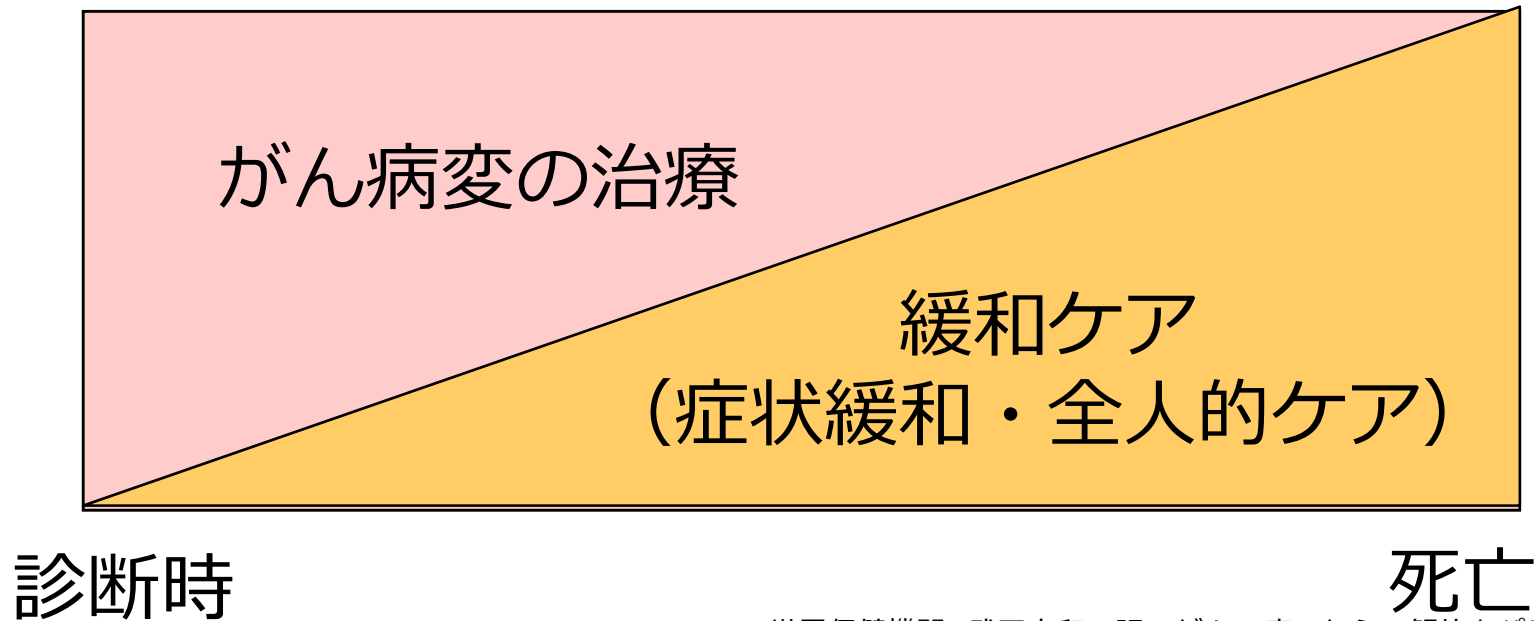 がん病変の治療
緩和ケア
（症状緩和・全人的ケア）
診断時
死亡